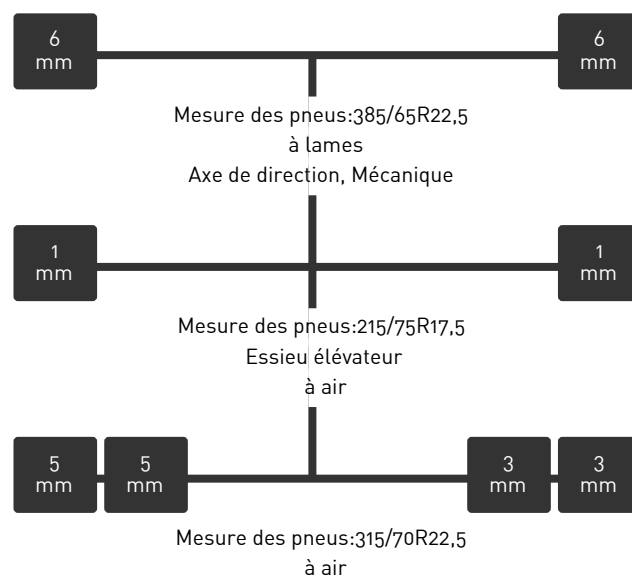 6
mm
6
mm
Mesure des pneus:385/65R22,5
à lames
Axe de direction, Mécanique
1
mm
1
mm
Mesure des pneus:215/75R17,5
Essieu élévateur
à air
5
mm
5
mm
3
mm
3
mm
Mesure des pneus:315/70R22,5
à air